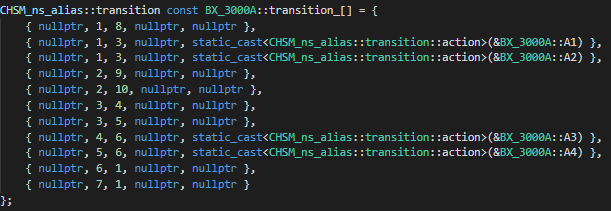 CHSM_ns_alias::transition const BX_3000A::transition_[] = {
{ nullptr, 1, 8, nullptr, nullptr },
{ nullptr, 1, 3, nullptr, static_cast<CHSM_ns_alias::transition::action>(&BX_3000A::A1) },
{ nullptr, 1, 3, nullptr, static_cast<CHSM_ns_alias::transition::action>(&BX_3000A::A2) },
{ nullptr, 2, 9, nullptr, nullptr },
{ nullptr, 2, 10, nullptr, nullptr },
{ nullptr, 3, 4, nullptr, nullptr },
{ nullptr, 3, 5, nullptr, nullptr },
{ nullptr, 4, 6, nullptr, static_cast<CHSM_ns_alias::transition::action>(&BX_3000A::A3) },
{ nullptr, 5, 6, nullptr, static_cast<CHSM_ns_alias::transition::action>(&BX_3000A::A4) },
{ nullptr, 6, 1, nullptr, nullptr },
{ nullptr, 7, 1, nullptr, nullptr }
};